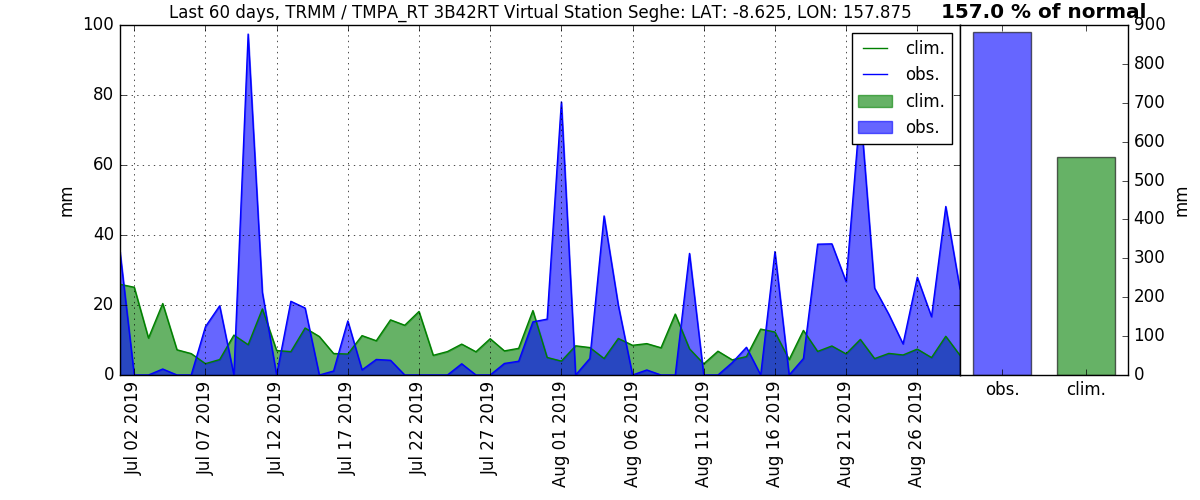 Last 60 days, TRMM / TMPA_RT 3B42RT Virtual Station Seghe: LAT: -8.625, LON: 157.875
157.0 % of normal
mm
100
80
60
40
20
0
clim.
obs.
clim.
obs.
900
800
700
600
500
400
300
200
100
0
mm
Jul 02 2019
Jul 07 2019
Jul 12 2019
Jul 17 2019
Jul 22 2019
Jul 27 2019
Aug 01 2019
Aug 06 2019
Aug 11 2019
Aug 16 2019
Aug 21 2019
Aug 26 2019
obs.
clim.